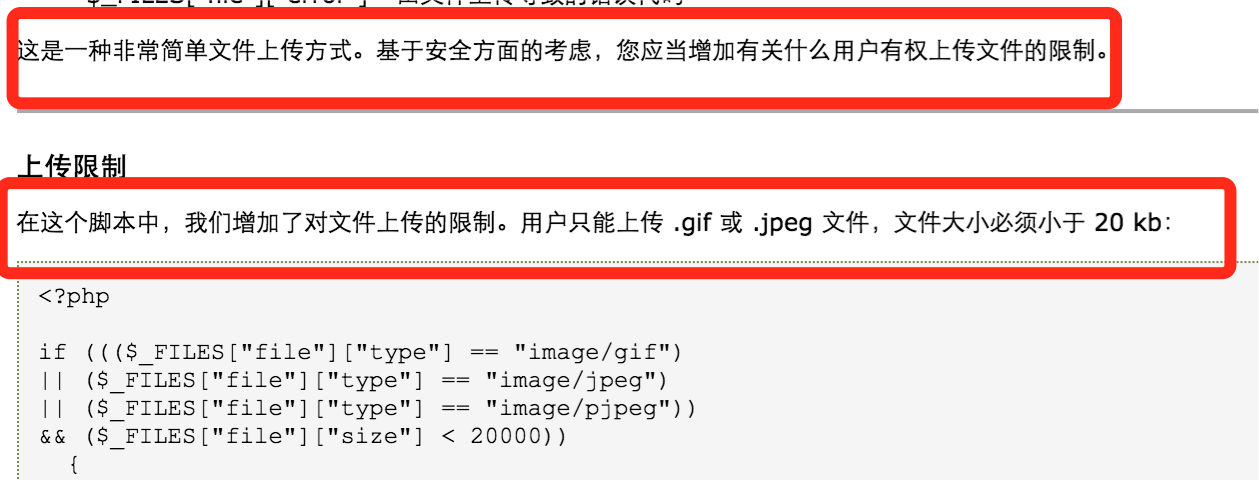 这是一种非常简单文件上传方式。基于安全方面的考虑，您应当增加有关什么用户有权上传文件的限制。
上传限制
在这个脚本中，我们增加了对文件上传的限制。用户只能上传 .gif 或 .jpeg 文件，文件大小必须小于 20 kb：
<?php
if ((($_FILES["file"]["type"] == "image/gif")
|| ($_FILES["file"]["type"] == "image/jpeg")
|| ($_FILES["file"]["type"] == "image/pjpeg"))
&& ($_FILES["file"]["size"] < 20000))
{